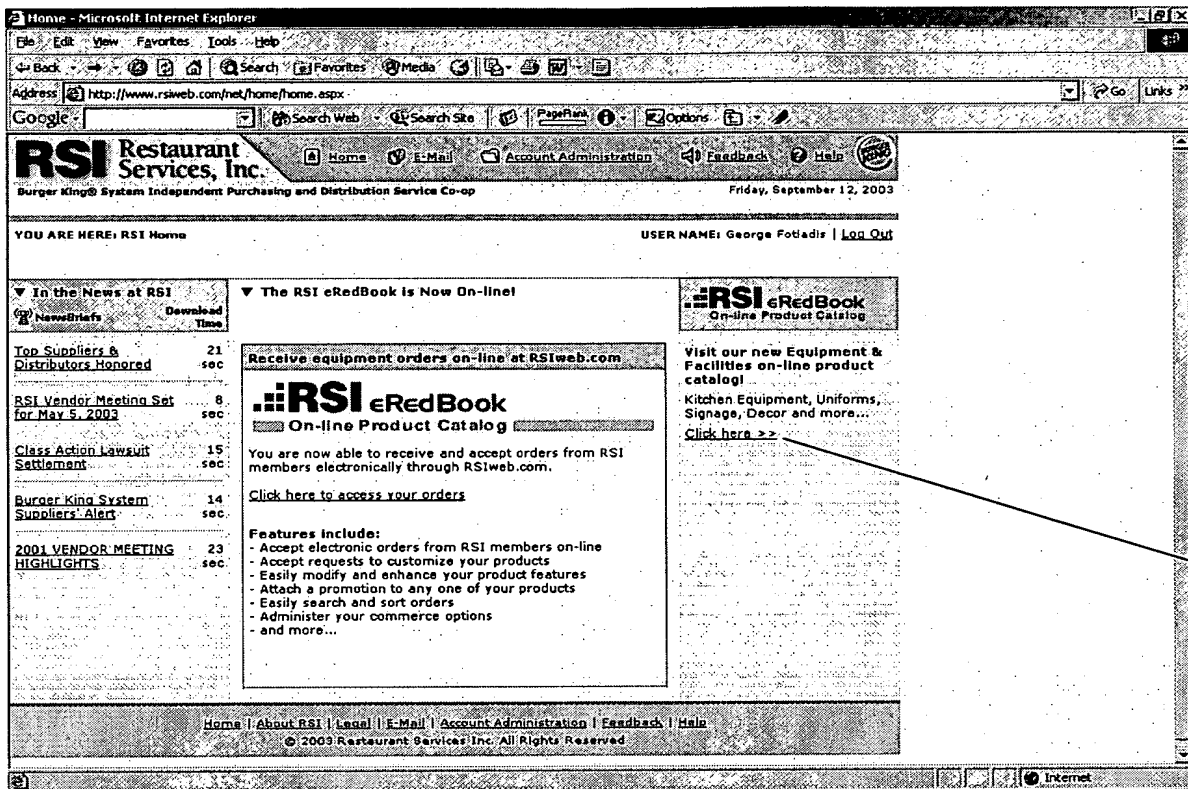 Home - Microsoft Internet Explorer
File Edit View Favorites Tools Help
Back Search Favorites Media
Address http://www.rsiweb.com/net/home/home.aspx Go Links »
Google Search Web Search Site PageRank Options
RSI Restaurant Services, Inc.
Home E-Mail Account Administration Feedback Help
BURGER KING
Burger King® System Independent Purchasing and Distribution Service Co-op Friday, September 12, 2003
YOU ARE HERE: RSI Home USER NAME: George Fotiadis | Log Out
▼ In the News at RSI
NewsBriefs Download Time
Top Suppliers & Distributors Honored 21 sec
RSI Vendor Meeting Set for May 5, 2003 8 sec
Class Action Lawsuit Settlement 15 sec
Burger King System Suppliers' Alert 14 sec
2001 VENDOR MEETING HIGHLIGHTS 23 sec
▼ The RSI eRedBook is Now On-line!
Receive equipment orders on-line at RSIweb.com
RSI eRedBook
On-line Product Catalog
You are now able to receive and accept orders from RSI
members electronically through RSIweb.com.
Click here to access your orders
Features include:
- Accept electronic orders from RSI members on-line
- Accept requests to customize your products
- Easily modify and enhance your product features
- Attach a promotion to any one of your products
- Easily search and sort orders
- Administer your commerce options
- and more...
RSI eRedBook
On-line Product Catalog
Visit our new Equipment &
Facilities on-line product
catalog!
Kitchen Equipment, Uniforms,
Signage, Decor and more...
Click here >>
Home | About RSI | Legal | E-Mail | Account Administration | Feedback | Help
© 2003 Restaurant Services Inc. All Rights Reserved
Internet